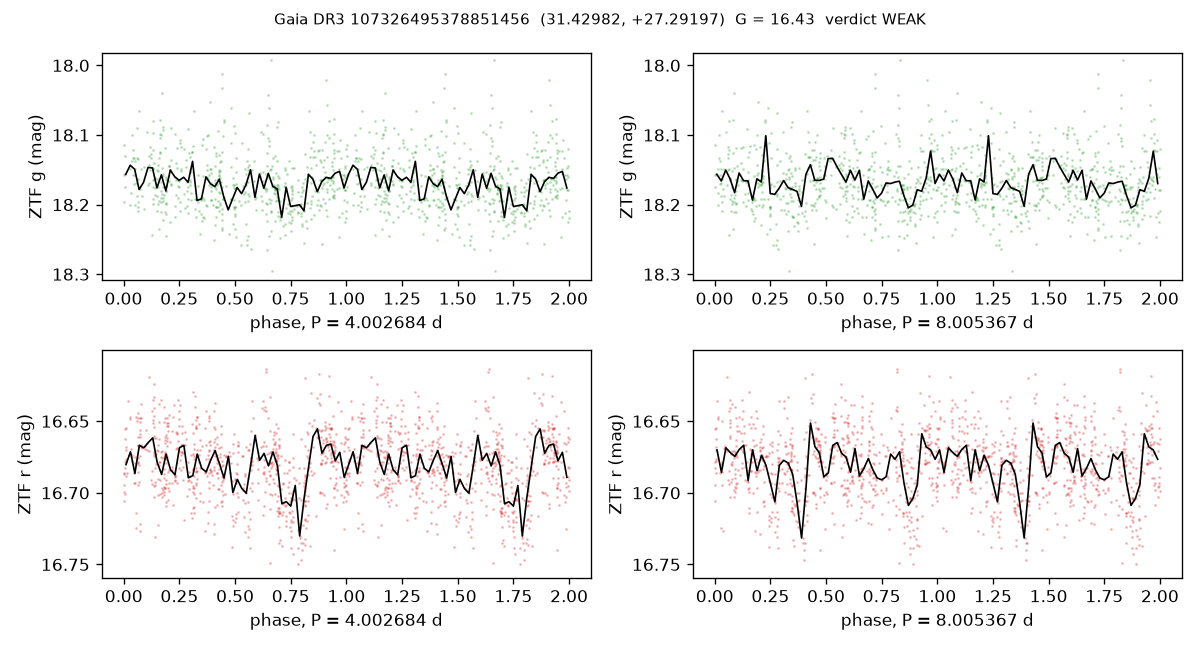 Gaia DR3 107326495378851456  (31.42982, +27.29197)  G = 16.43  verdict WEAK
ZTF g (mag)
18.0
18.1
18.2
18.3
0.00 0.25 0.50 0.75 1.00 1.25 1.50 1.75 2.00
phase, P = 4.002684 d
ZTF g (mag)
18.0
18.1
18.2
18.3
0.00 0.25 0.50 0.75 1.00 1.25 1.50 1.75 2.00
phase, P = 8.005367 d
ZTF r (mag)
16.65
16.70
16.75
0.00 0.25 0.50 0.75 1.00 1.25 1.50 1.75 2.00
phase, P = 4.002684 d
ZTF r (mag)
16.65
16.70
16.75
0.00 0.25 0.50 0.75 1.00 1.25 1.50 1.75 2.00
phase, P = 8.005367 d